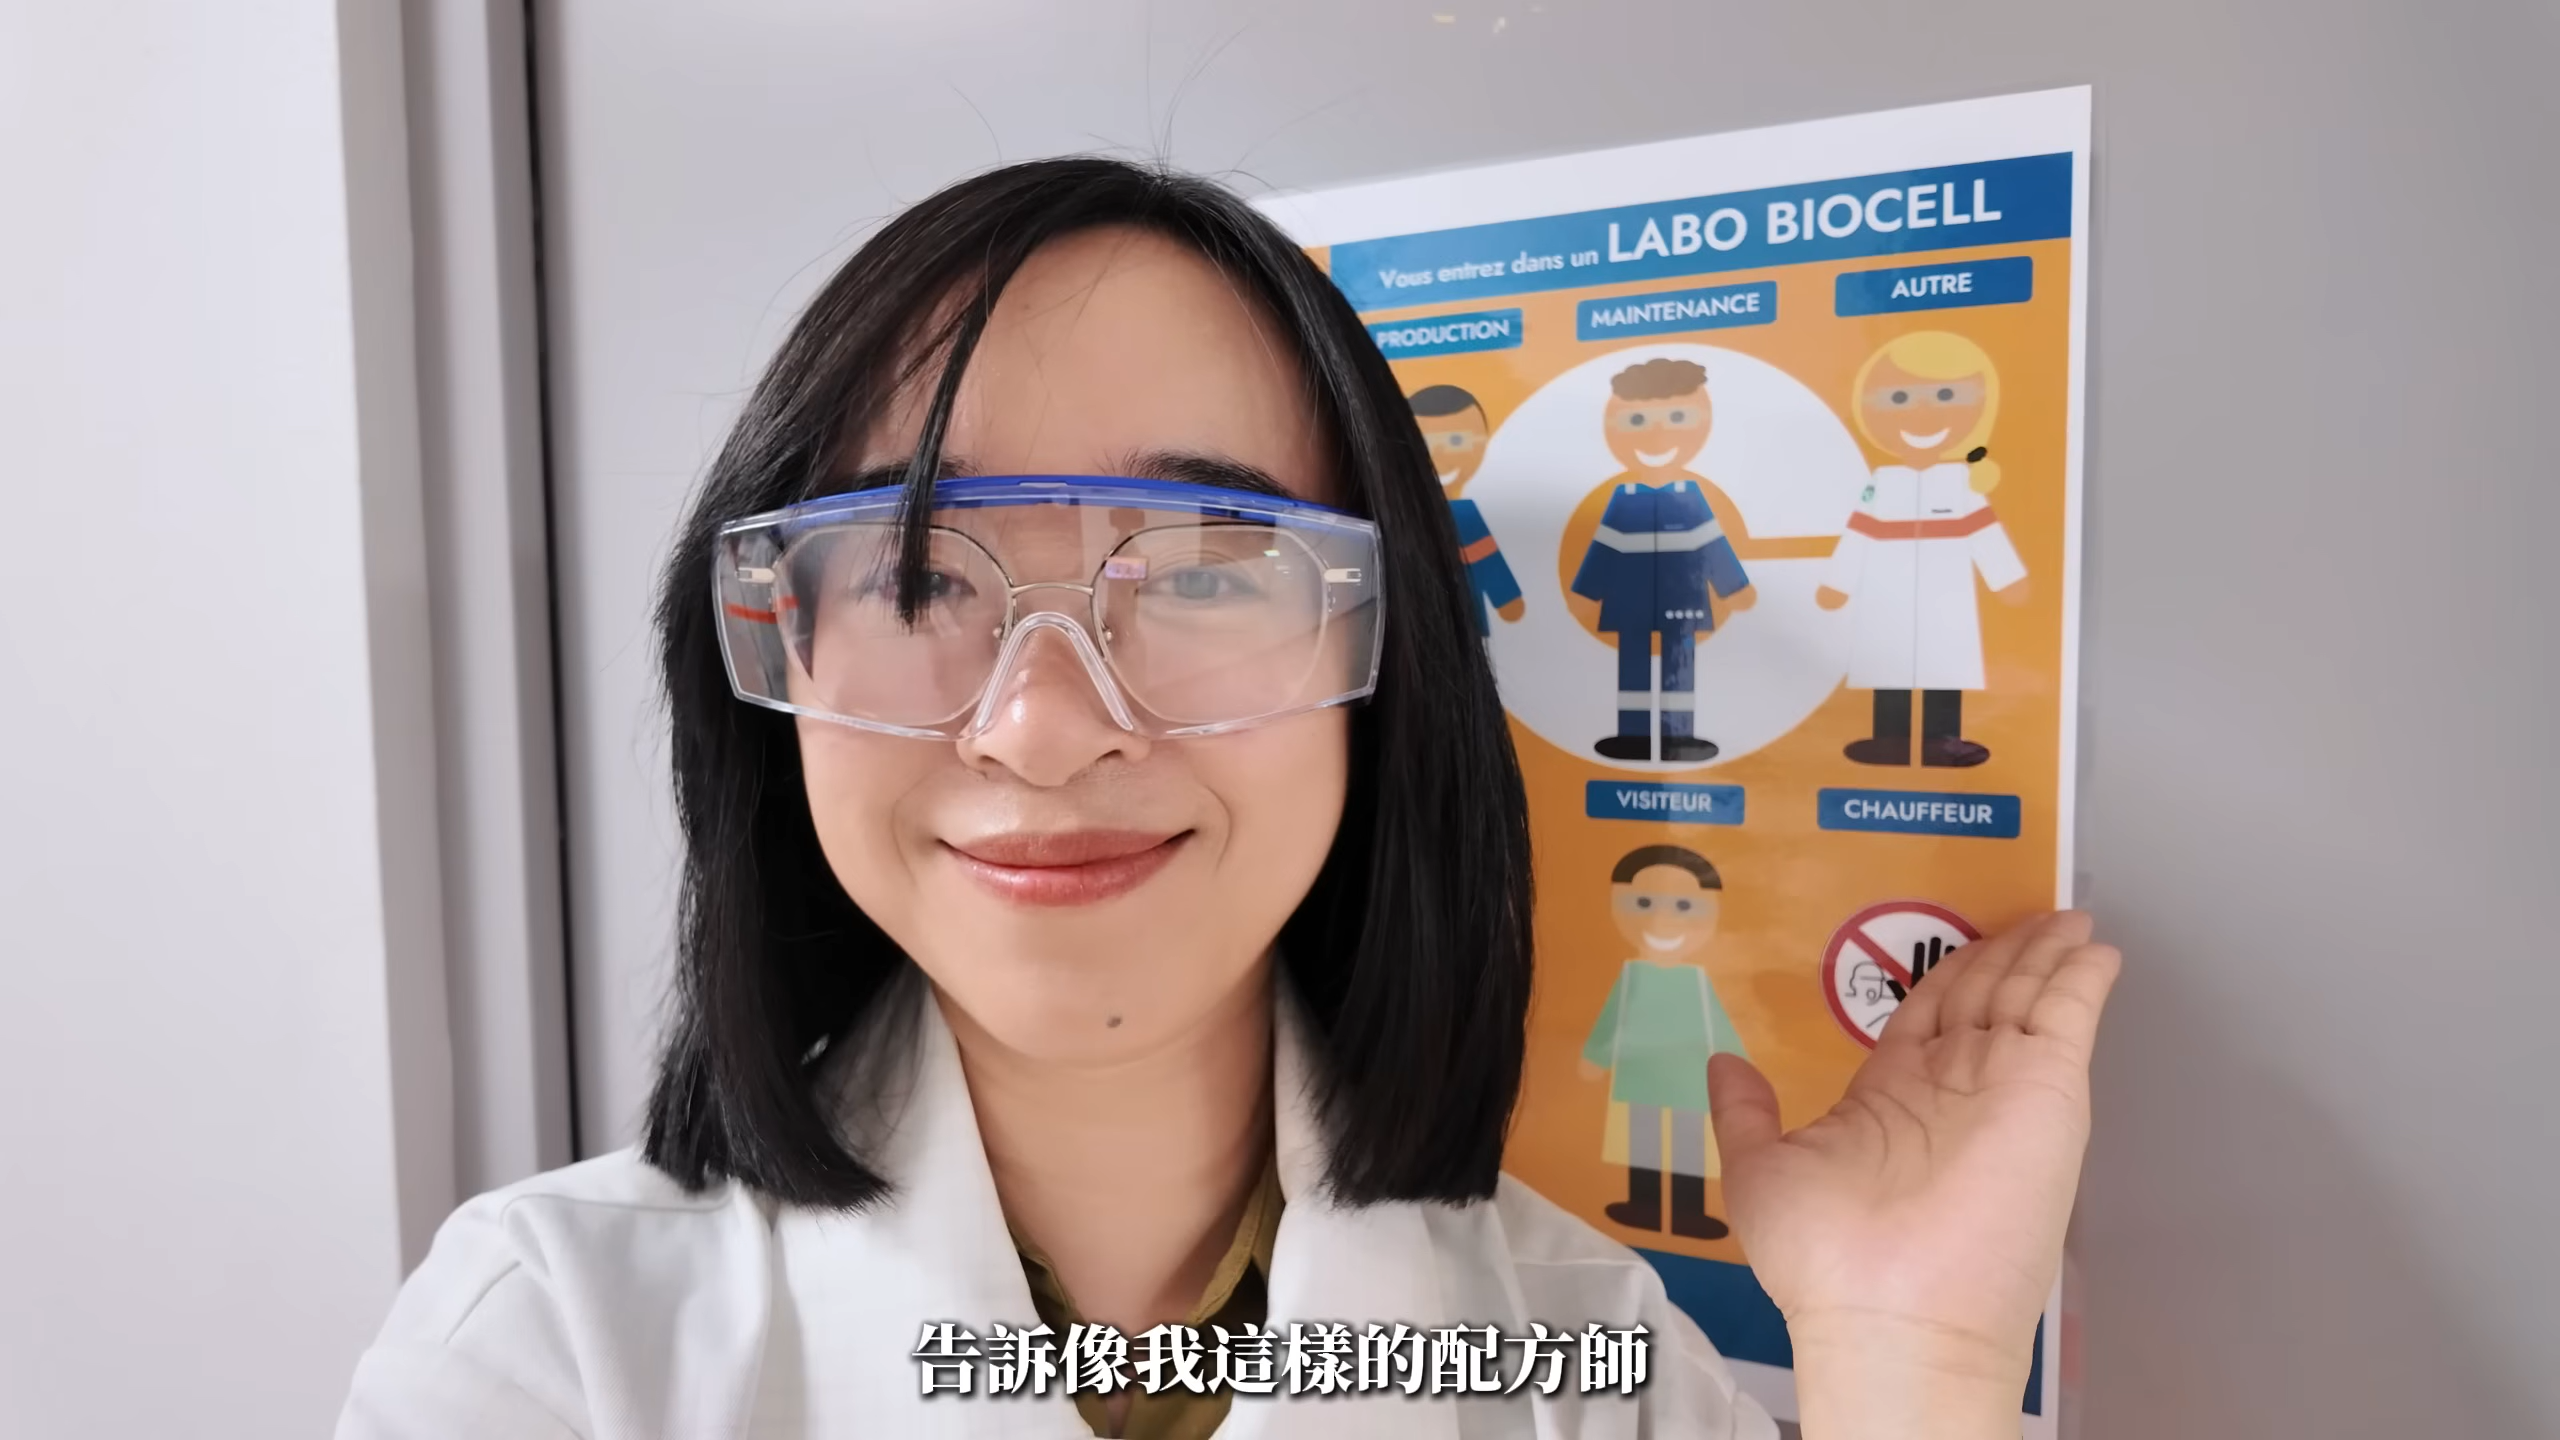 Vous entrez dans un LABO BIOCELL
PRODUCTION
MAINTENANCE
AUTRE
VISITEUR
CHAUFFEUR
告訴像我這樣的配方師